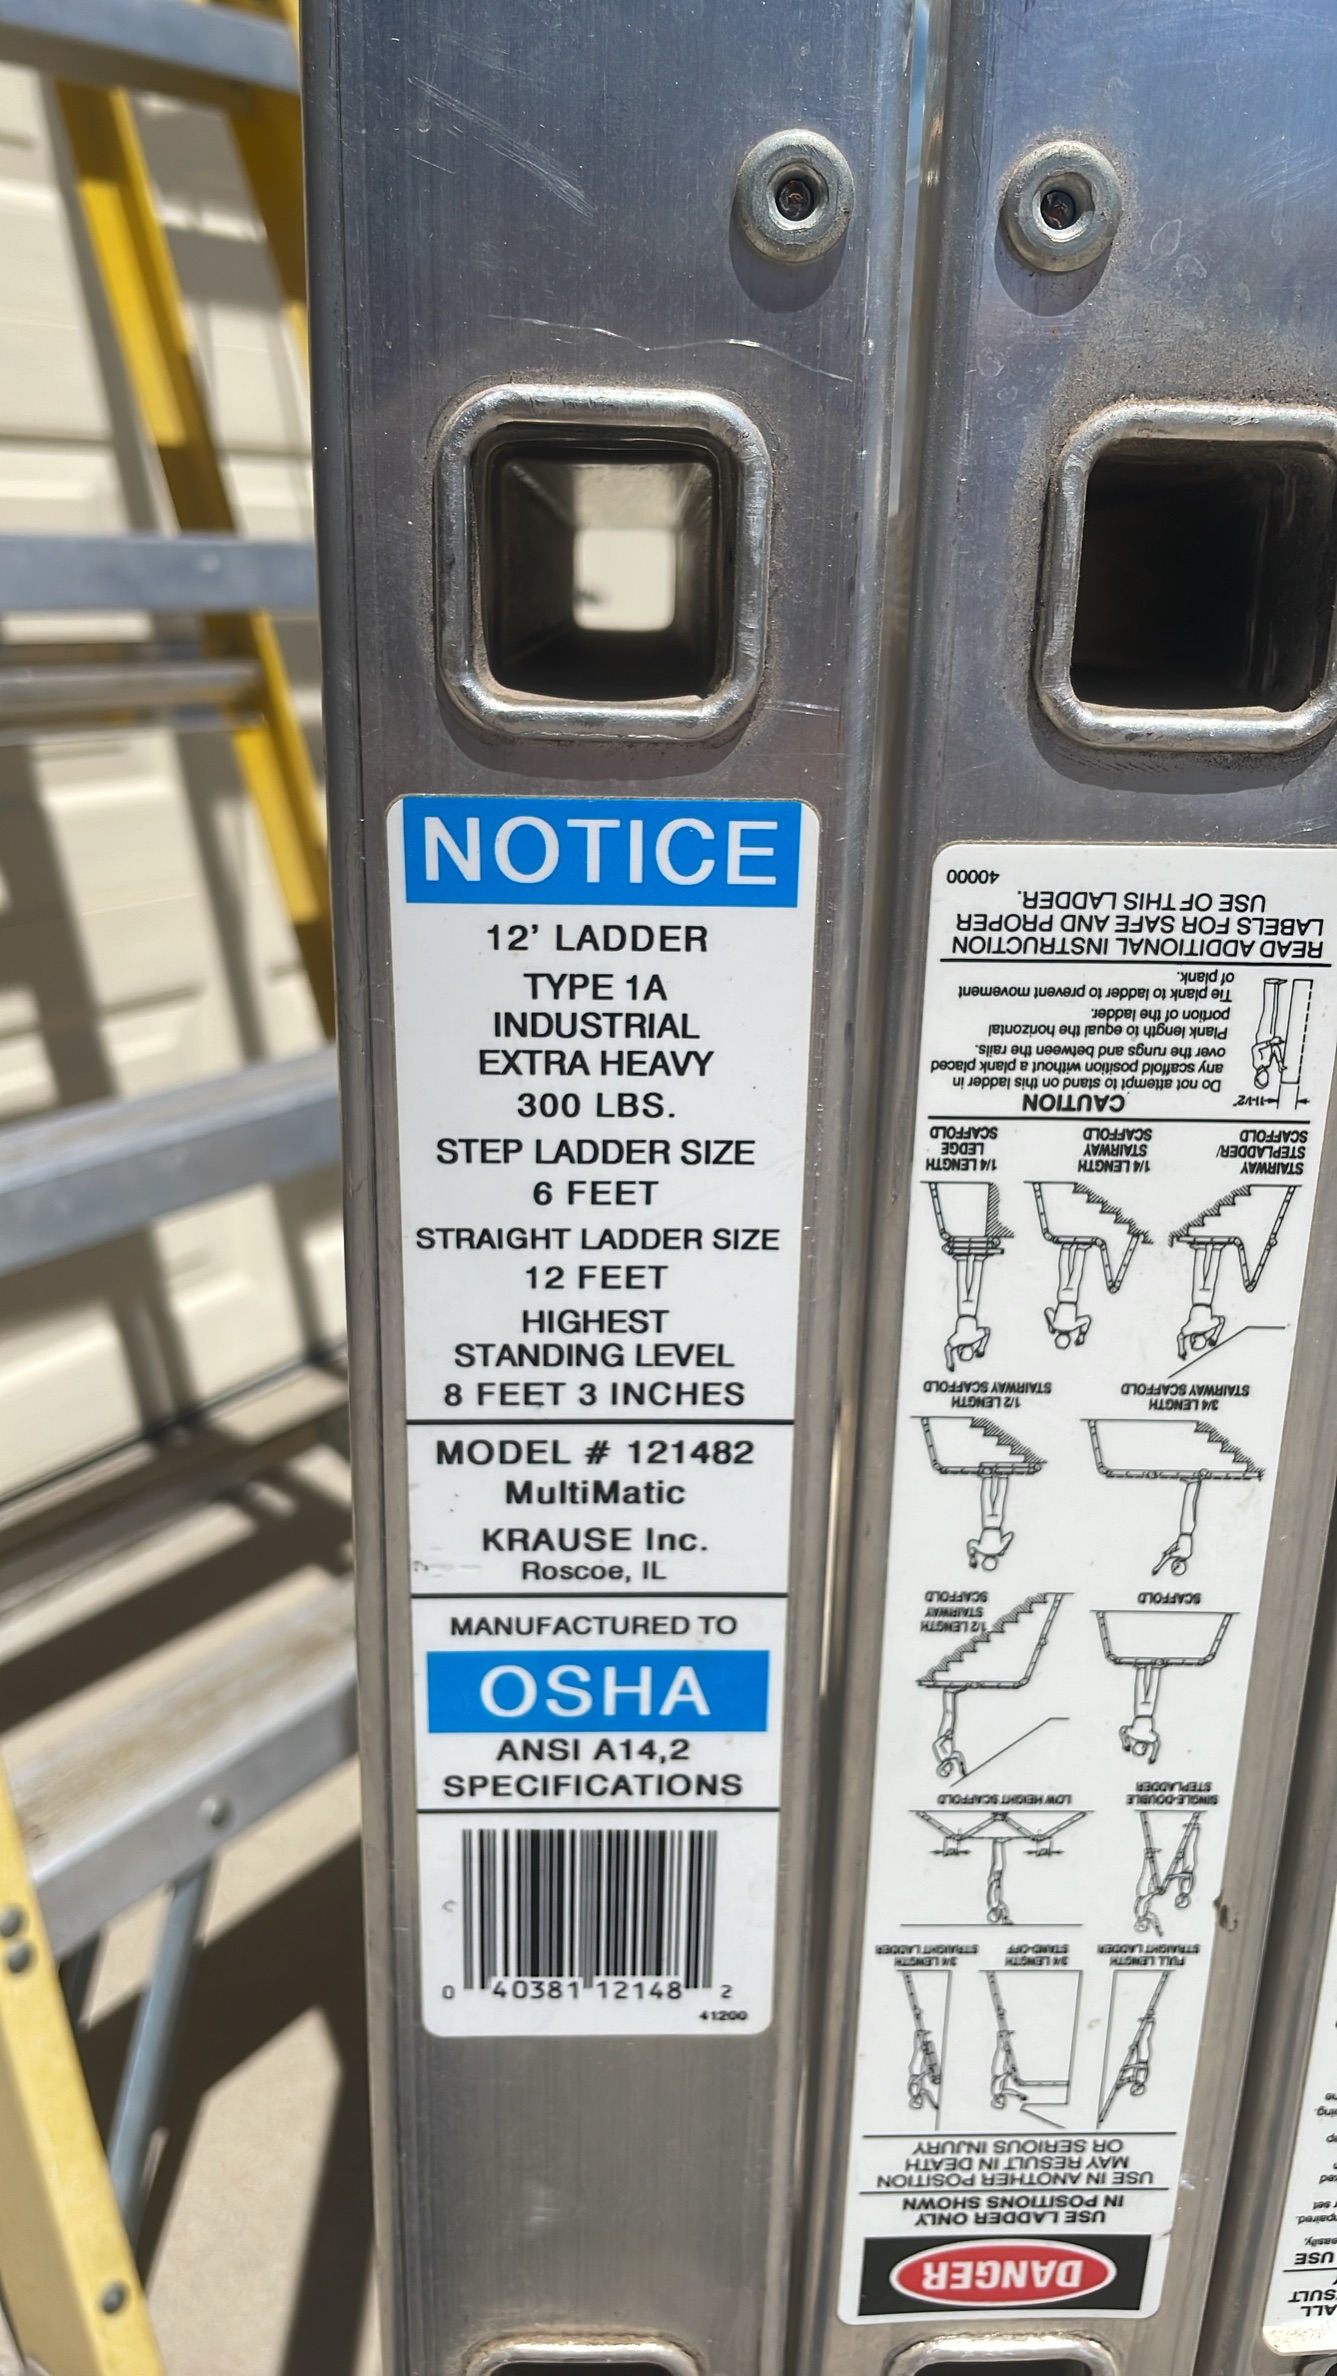 NOTICE
12' LADDER
TYPE 1A
INDUSTRIAL
EXTRA HEAVY
300 LBS.
STEP LADDER SIZE
6 FEET
STRAIGHT LADDER SIZE
12 FEET
HIGHEST
STANDING LEVEL
8 FEET 3 INCHES
MODEL # 121482
MultiMatic
KRAUSE Inc.
Roscoe, IL
MANUFACTURED TO
OSHA
ANSI A14,2
SPECIFICATIONS
0 40381 12148 2
41200
DANGER
USE LADDER ONLY
IN POSITIONS SHOWN
USE IN ANOTHER POSITION
MAY RESULT IN DEATH
OR SERIOUS INJURY
FULL LENGTH
STRAIGHT LADDER
3/4 LENGTH
STAND-OFF
3/4 LENGTH
STRAIGHT LADDER
SINGLE-DOUBLE
STEPLADDER
LOW HEIGHT SCAFFOLD
SCAFFOLD
1/2 LENGTH
STAIRWAY
SCAFFOLD
3/4 LENGTH
STAIRWAY SCAFFOLD
1/2 LENGTH
STAIRWAY SCAFFOLD
STAIRWAY
STEPLADDER/
SCAFFOLD
1/4 LENGTH
STAIRWAY
SCAFFOLD
1/4 LENGTH
LEDGE
SCAFFOLD
CAUTION
11-1/2"
Do not attempt to stand on this ladder in
any scaffold position without a plank placed
over the rungs and between the rails.
Plank length to equal the horizontal
portion of the ladder.
Tie plank to ladder to prevent movement
of plank.
READ ADDITIONAL INSTRUCTION
LABELS FOR SAFE AND PROPER
USE OF THIS LADDER.
40000
ALL
USE